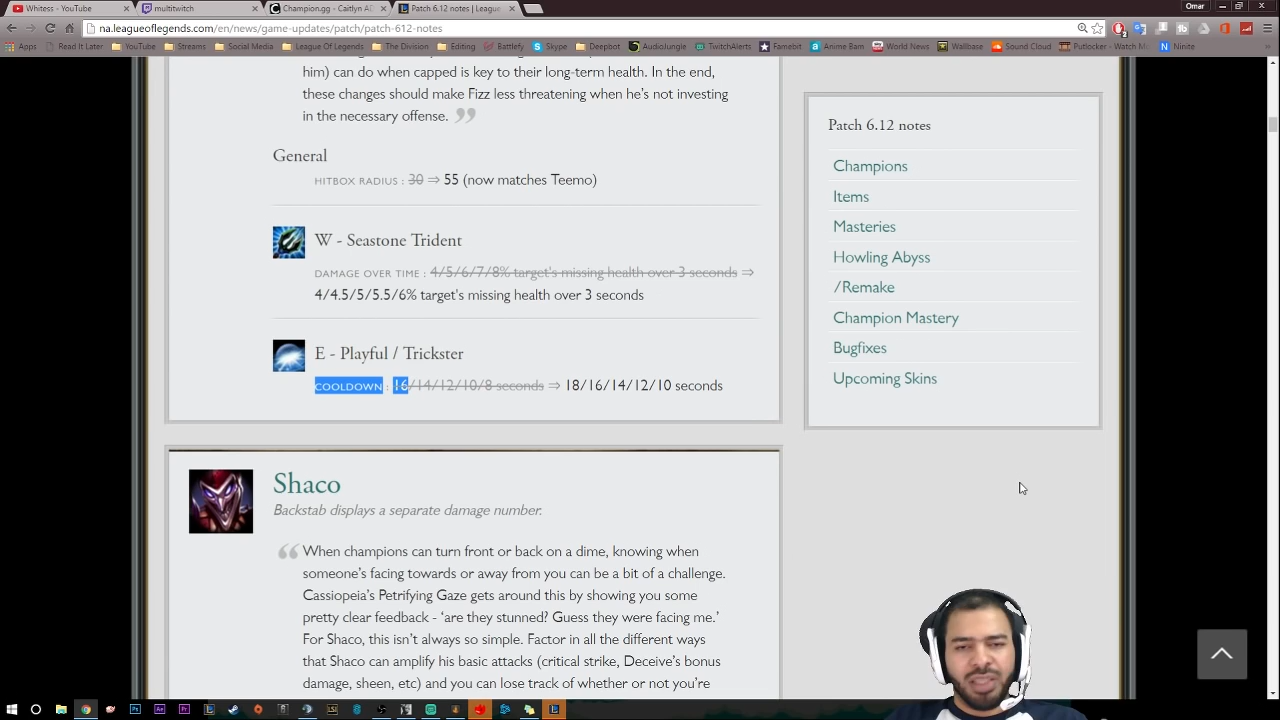 Whitess - YouTube
multitwitch
Champion.gg - Caitlyn AD
Patch 6.12 notes | League
Omar
na.leagueoflegends.com/en/news/game-updates/patch/patch-612-notes
Apps
Read It Later
YouTube
Streams
Social Media
League Of Legends
The Division
Editing
Battlefy
Skype
Deepbot
AudioJungle
TwitchAlerts
Famebit
Anime Bam
World News
Wallbase
Sound Cloud
Putlocker - Watch Mo
Ninite
him) can do when capped is key to their long-term health. In the end,
these changes should make Fizz less threatening when he's not investing
in the necessary offense.
General
HITBOX RADIUS : 30 ⇒ 55 (now matches Teemo)
W - Seastone Trident
DAMAGE OVER TIME : 4/5/6/7/8% target's missing health over 3 seconds ⇒
4/4.5/5/5.5/6% target's missing health over 3 seconds
E - Playful / Trickster
COOLDOWN : 16/14/12/10/8 seconds ⇒ 18/16/14/12/10 seconds
Shaco
Backstab displays a separate damage number.
When champions can turn front or back on a dime, knowing when
someone's facing towards or away from you can be a bit of a challenge.
Cassiopeia's Petrifying Gaze gets around this by showing you some
pretty clear feedback - 'are they stunned? Guess they were facing me.'
For Shaco, this isn't always so simple. Factor in all the different ways
that Shaco can amplify his basic attacks (critical strike, Deceive's bonus
damage, sheen, etc) and you can lose track of whether or not you're
Patch 6.12 notes
Champions
Items
Masteries
Howling Abyss
/Remake
Champion Mastery
Bugfixes
Upcoming Skins